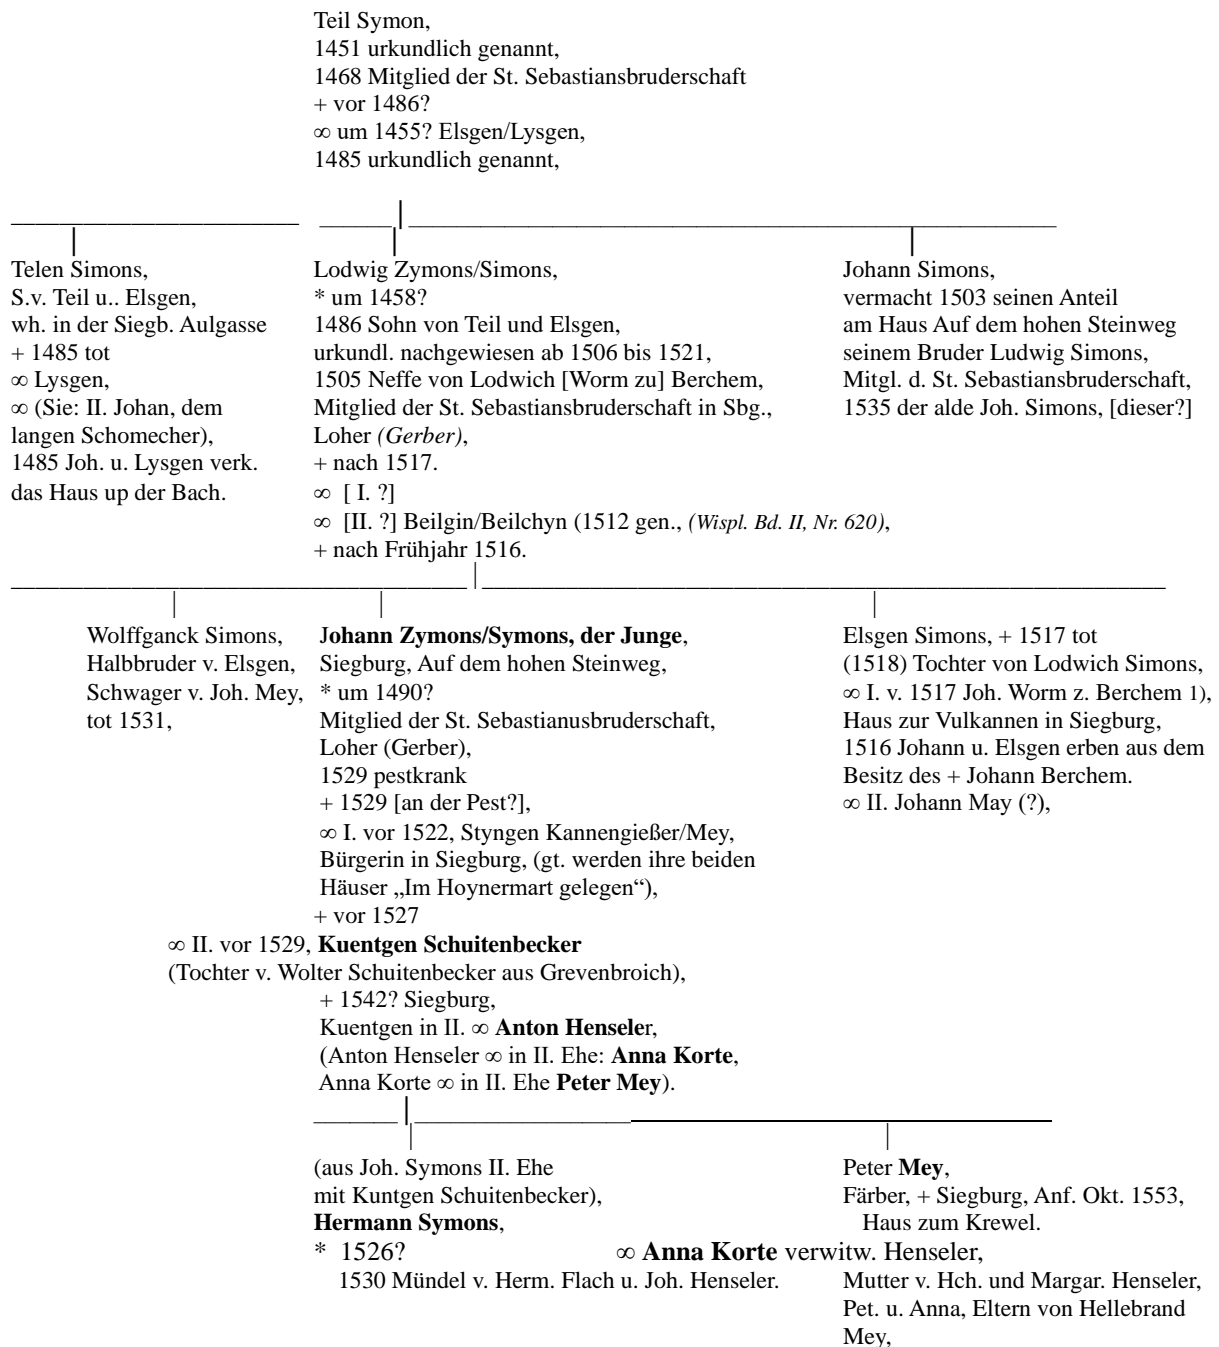 Teil Symon,
1451 urkundlich genannt,
1468 Mitglied der St. Sebastiansbruderschaft
+ vor 1486?
∞ um 1455? Elsgen/Lysgen,
1485 urkundlich genannt,
Telen Simons,
S.v. Teil u.. Elsgen,
wh. in der Siegb. Aulgasse
+ 1485 tot
∞ Lysgen,
∞ (Sie: II. Johan, dem
langen Schomecher),
1485 Joh. u. Lysgen verk.
das Haus up der Bach.
Lodwig Zymons/Simons,
* um 1458?
1486 Sohn von Teil und Elsgen,
urkundl. nachgewiesen ab 1506 bis 1521,
1505 Neffe von Lodwich [Worm zu] Berchem,
Mitglied der St. Sebastiansbruderschaft in Sbg.,
Loher (Gerber),
+ nach 1517.
∞ [ I. ?]
∞ [II. ?] Beilgin/Beilchyn (1512 gen., (Wispl. Bd. II, Nr. 620),
+ nach Frühjahr 1516.
Johann Simons,
vermacht 1503 seinen Anteil
am Haus Auf dem hohen Steinweg
seinem Bruder Ludwig Simons,
Mitgl. d. St. Sebastiansbruderschaft,
1535 der alde Joh. Simons, [dieser?]
Wolffganck Simons,
Halbbruder v. Elsgen,
Schwager v. Joh. Mey,
tot 1531,
Johann Zymons/Symons, der Junge,
Siegburg, Auf dem hohen Steinweg,
* um 1490?
Mitglied der St. Sebastianusbruderschaft,
Loher (Gerber),
1529 pestkrank
+ 1529 [an der Pest?],
∞ I. vor 1522, Styngen Kannengießer/Mey,
Bürgerin in Siegburg, (gt. werden ihre beiden
Häuser „Im Hoynermart gelegen“),
+ vor 1527
∞ II. vor 1529, Kuentgen Schuitenbecker
(Tochter v. Wolter Schuitenbecker aus Grevenbroich),
+ 1542? Siegburg,
Kuentgen in II. ∞ Anton Henseler,
(Anton Henseler ∞ in II. Ehe: Anna Korte,
Anna Korte ∞ in II. Ehe Peter Mey).
Elsgen Simons, + 1517 tot
(1518) Tochter von Lodwich Simons,
∞ I. v. 1517 Joh. Worm z. Berchem 1),
Haus zur Vulkannen in Siegburg,
1516 Johann u. Elsgen erben aus dem
Besitz des + Johann Berchem.
∞ II. Johann May (?),
(aus Joh. Symons II. Ehe
mit Kuntgen Schuitenbecker),
Hermann Symons,
* 1526?
1530 Mündel v. Herm. Flach u. Joh. Henseler.
Peter Mey,
Färber, + Siegburg, Anf. Okt. 1553,
Haus zum Krewel.
∞ Anna Korte verwitw. Henseler,
Mutter v. Hch. und Margar. Henseler,
Pet. u. Anna, Eltern von Hellebrand
Mey,